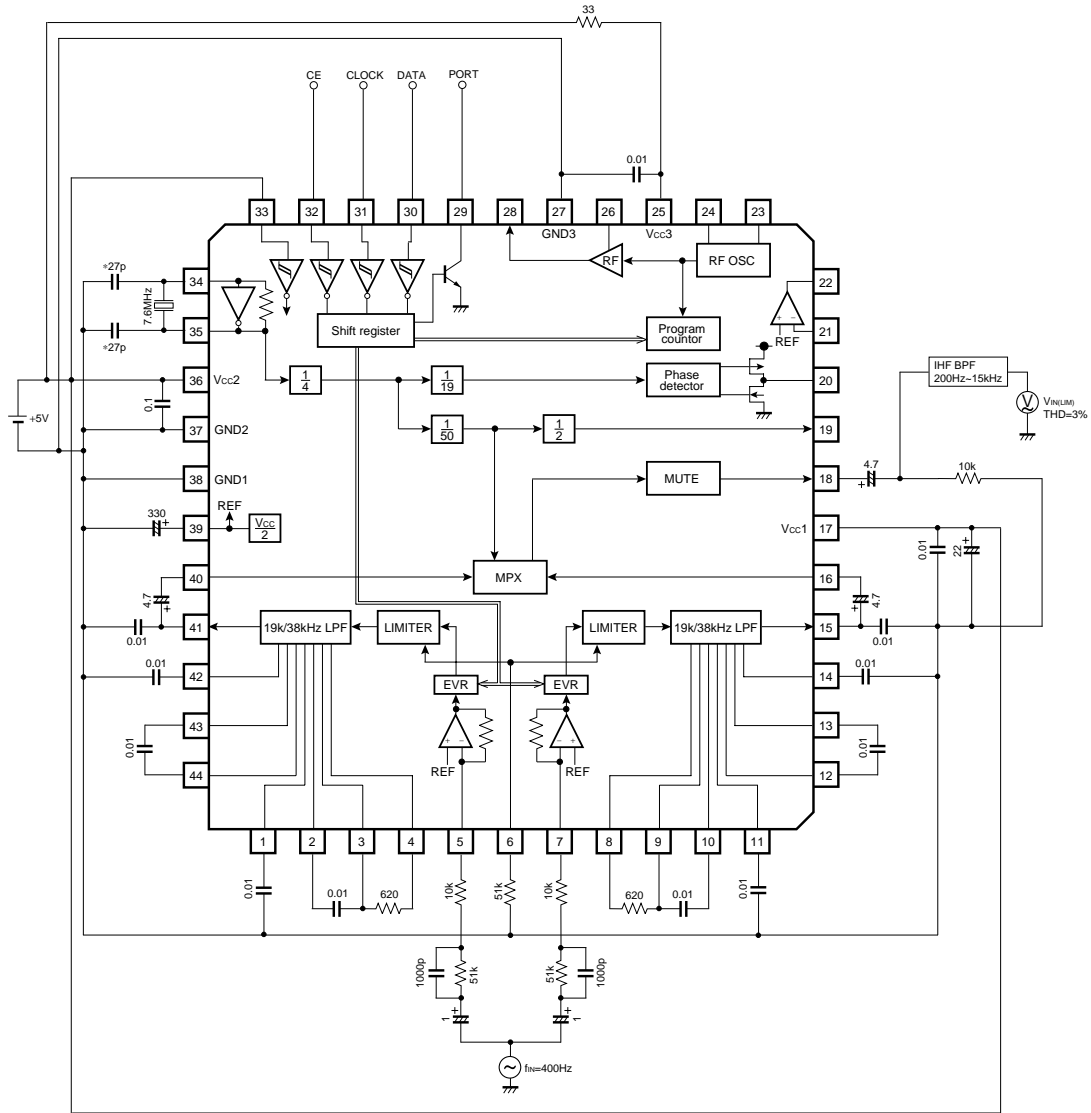 33
CE CLOCK DATA PORT
0.01
33 32 31 30 29 28 27 26 25 24 23
GND3 Vcc3
RF RF OSC
*27p
34
7.6MHz
22
Shift register
Program
countor
+ −
REF
21
*27p
35
Vcc2
36
1
4
1
19
Phase
detector
20
IHF BPF
200Hz~15kHz
V
VIN(LIM)
THD=3%
+5V
0.1
37
GND2
1
50
1
2
19
38
GND1
MUTE
18
4.7
+
10k
330
+
39
REF
Vcc
2
Vcc1
17
0.01
22
+
40
MPX
16
4.7
+
4.7
+
41
0.01
19k/38kHz LPF
LIMITER
LIMITER
19k/38kHz LPF
15
0.01
0.01
42
EVR
EVR
14
0.01
43
0.01
44
+ −
REF
− +
REF
13
12
0.01
1 2 3 4 5 6 7 8 9 10 11
0.01
0.01
620
10k
51k
10k
620
0.01
0.01
1000p
51k
51k
1000p
+
1
1
+
fIN=400Hz